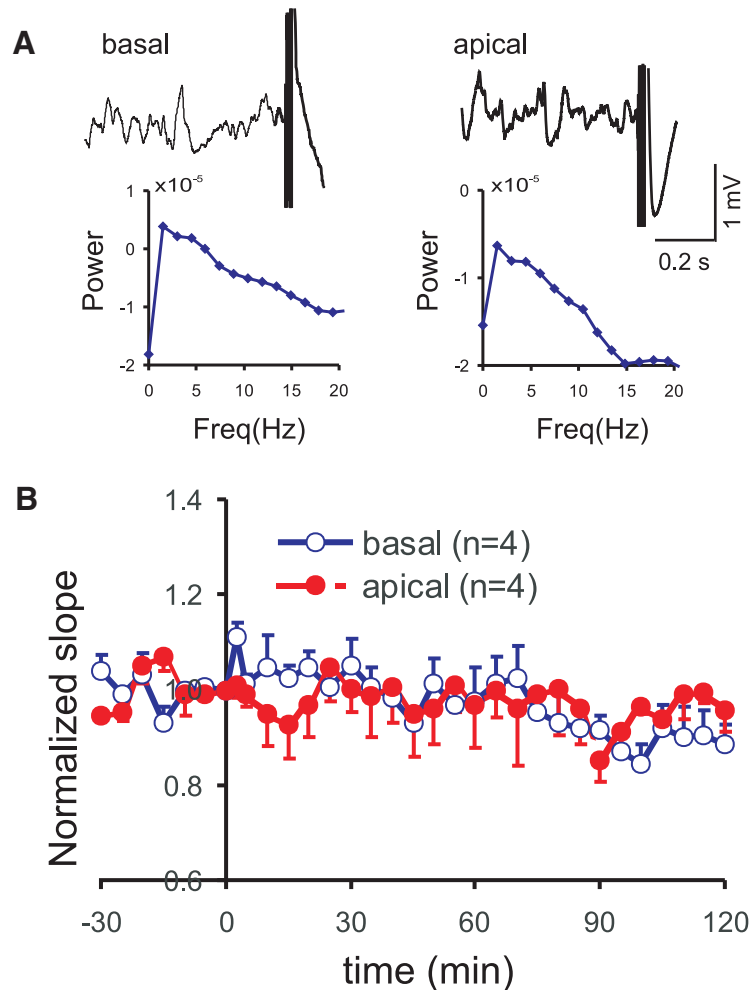 A
basal
apical
1 ×10⁻⁵
0
-1
-2
Power
0 5 10 15 20
Freq(Hz)
0 ×10⁻⁵
-1
-2
Power
0 5 10 15 20
Freq(Hz)
1 mV
0.2 s
B
1.4
1.2
1.0
0.8
0.6
Normalized slope
basal (n=4)
apical (n=4)
-30 0 30 60 90 120
time (min)